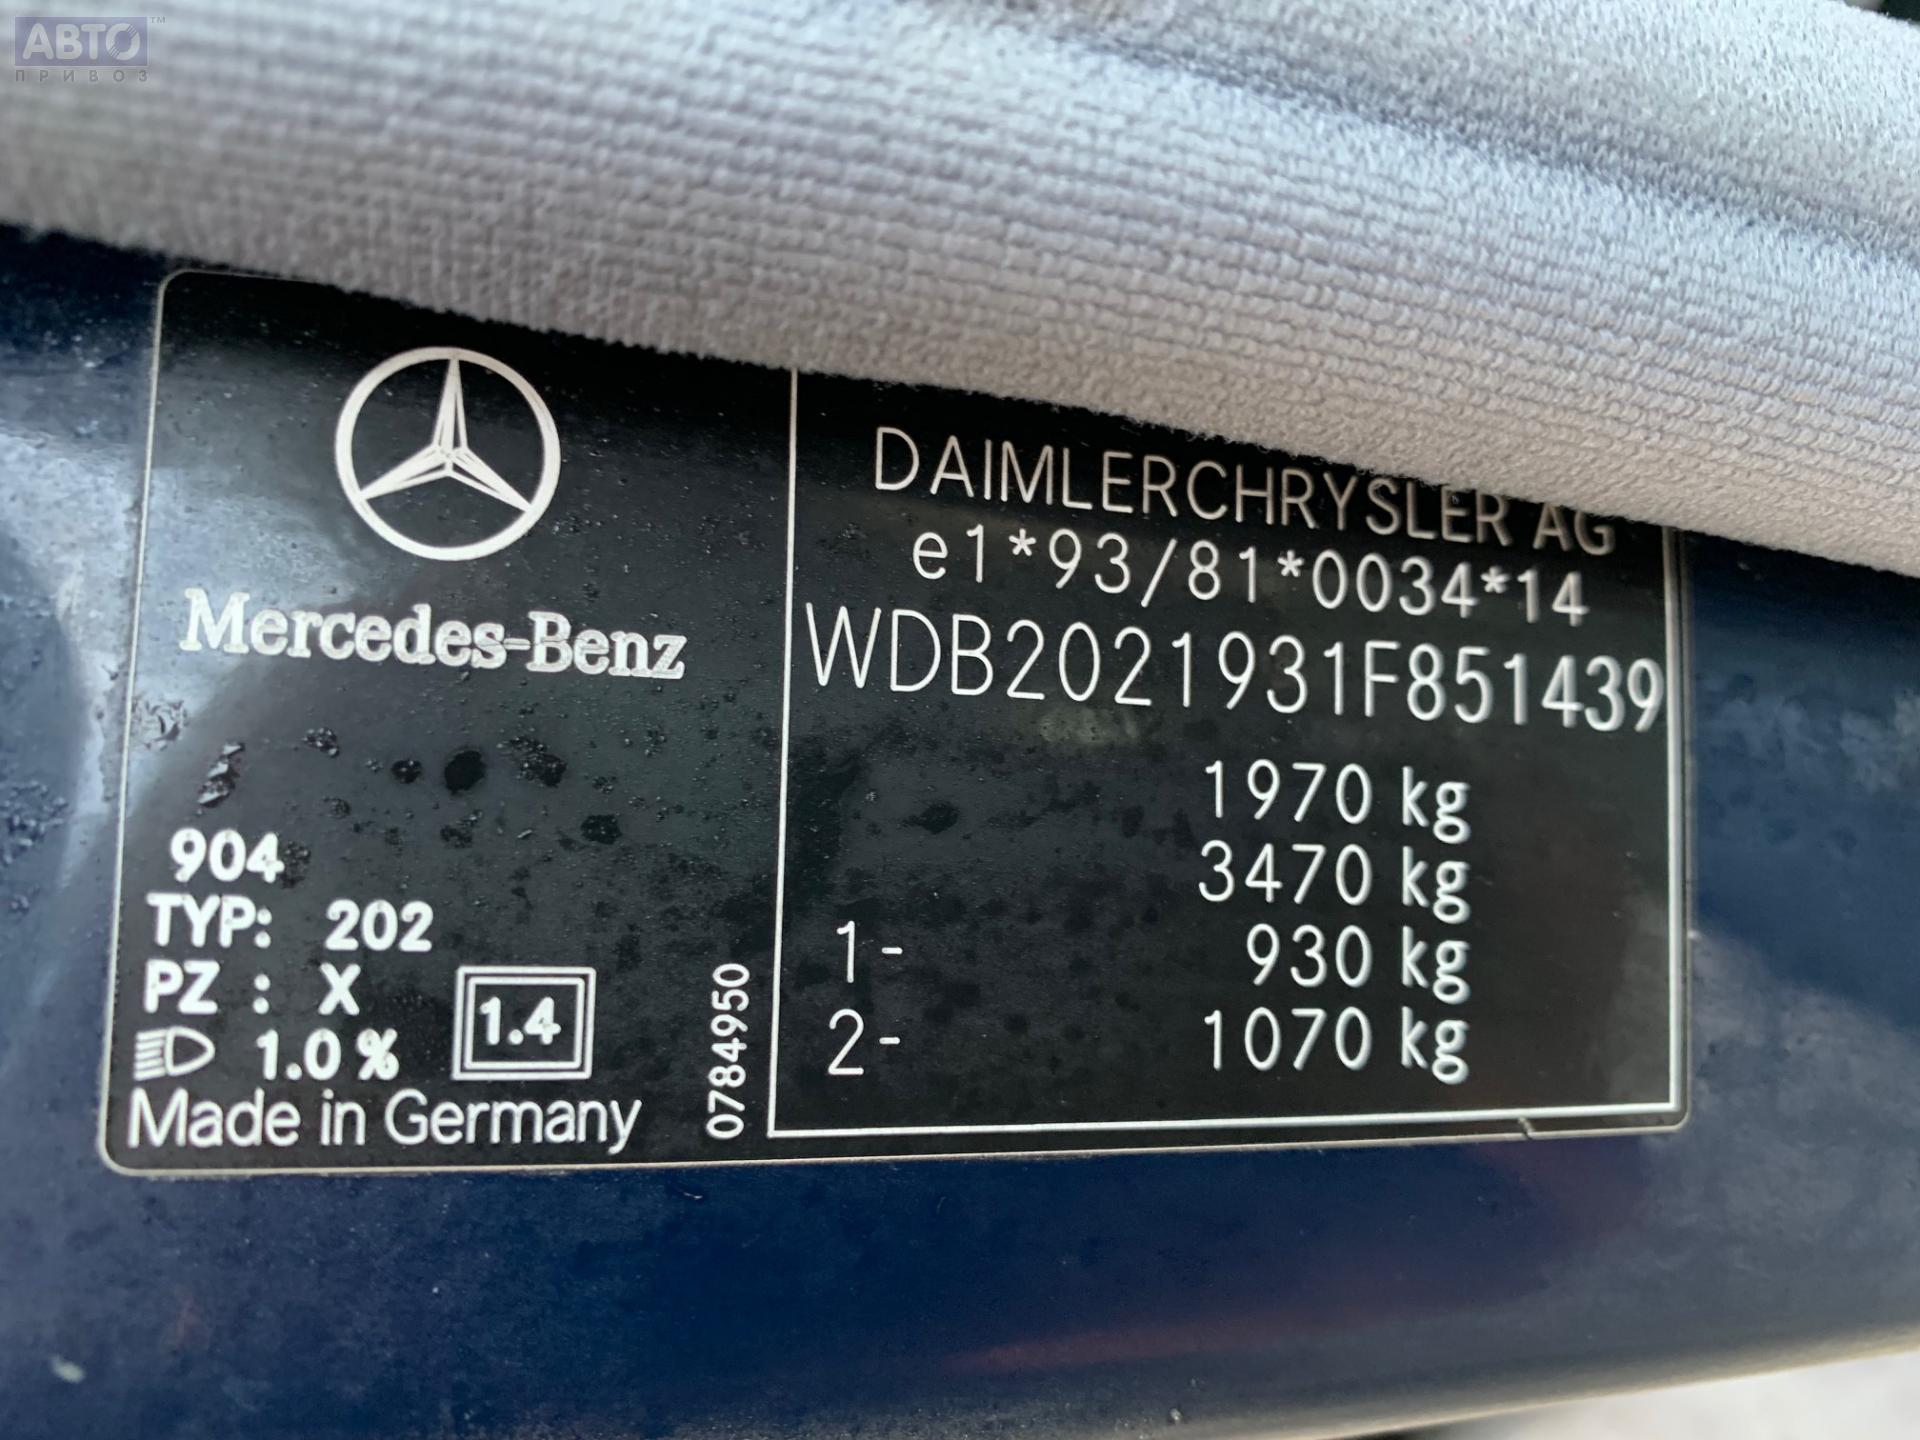 АВТО™
ПРИВОЗ
DAIMLERCHRYSLER AG
e1*93/81*0034*14
WDB2021931F851439
1970 kg
3470 kg
1- 930 kg
2- 1070 kg
Mercedes-Benz
904
TYP: 202
PZ : X
1.0 %
1.4
Made in Germany
0784950